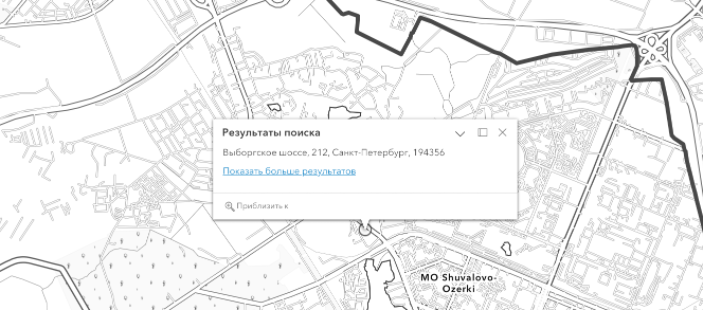 Результаты поиска
Выборгское шоссе, 212, Санкт-Петербург, 194356
Показать больше результатов
Приблизить к
MO Shuvalovo-
Ozerki